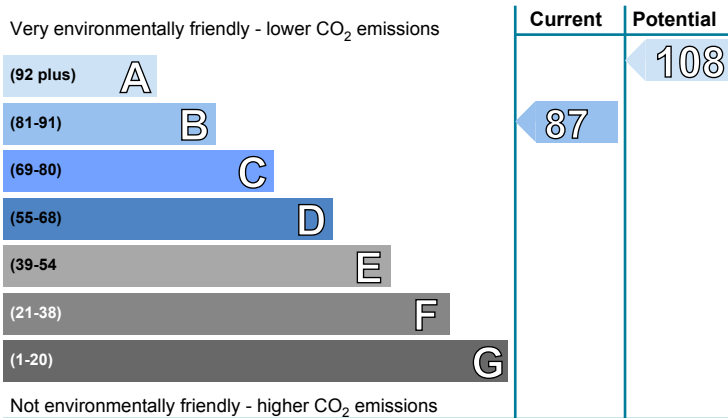 Very environmentally friendly - lower CO2 emissions
Current
Potential
(92 plus) A
108
(81-91) B
87
(69-80) C
(55-68) D
(39-54 E
(21-38) F
(1-20) G
Not environmentally friendly - higher CO2 emissions